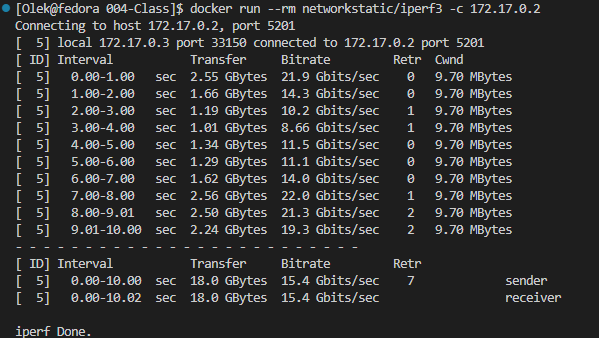 [Olek@fedora 004-Class]$ docker run --rm networkstatic/iperf3 -c 172.17.0.2
Connecting to host 172.17.0.2, port 5201
[  5] local 172.17.0.3 port 33150 connected to 172.17.0.2 port 5201
[ ID] Interval           Transfer     Bitrate         Retr  Cwnd
[  5]   0.00-1.00   sec  2.55 GBytes  21.9 Gbits/sec    0   9.70 MBytes
[  5]   1.00-2.00   sec  1.66 GBytes  14.3 Gbits/sec    0   9.70 MBytes
[  5]   2.00-3.00   sec  1.19 GBytes  10.2 Gbits/sec    1   9.70 MBytes
[  5]   3.00-4.00   sec  1.01 GBytes  8.66 Gbits/sec    1   9.70 MBytes
[  5]   4.00-5.00   sec  1.34 GBytes  11.5 Gbits/sec    0   9.70 MBytes
[  5]   5.00-6.00   sec  1.29 GBytes  11.1 Gbits/sec    0   9.70 MBytes
[  5]   6.00-7.00   sec  1.62 GBytes  14.0 Gbits/sec    0   9.70 MBytes
[  5]   7.00-8.00   sec  2.56 GBytes  22.0 Gbits/sec    1   9.70 MBytes
[  5]   8.00-9.01   sec  2.50 GBytes  21.3 Gbits/sec    2   9.70 MBytes
[  5]   9.01-10.00  sec  2.24 GBytes  19.3 Gbits/sec    2   9.70 MBytes
- - - - - - - - - - - - - - - - - - - - - - - - -
[ ID] Interval           Transfer     Bitrate         Retr
[  5]   0.00-10.00  sec  18.0 GBytes  15.4 Gbits/sec    7             sender
[  5]   0.00-10.02  sec  18.0 GBytes  15.4 Gbits/sec                  receiver
iperf Done.